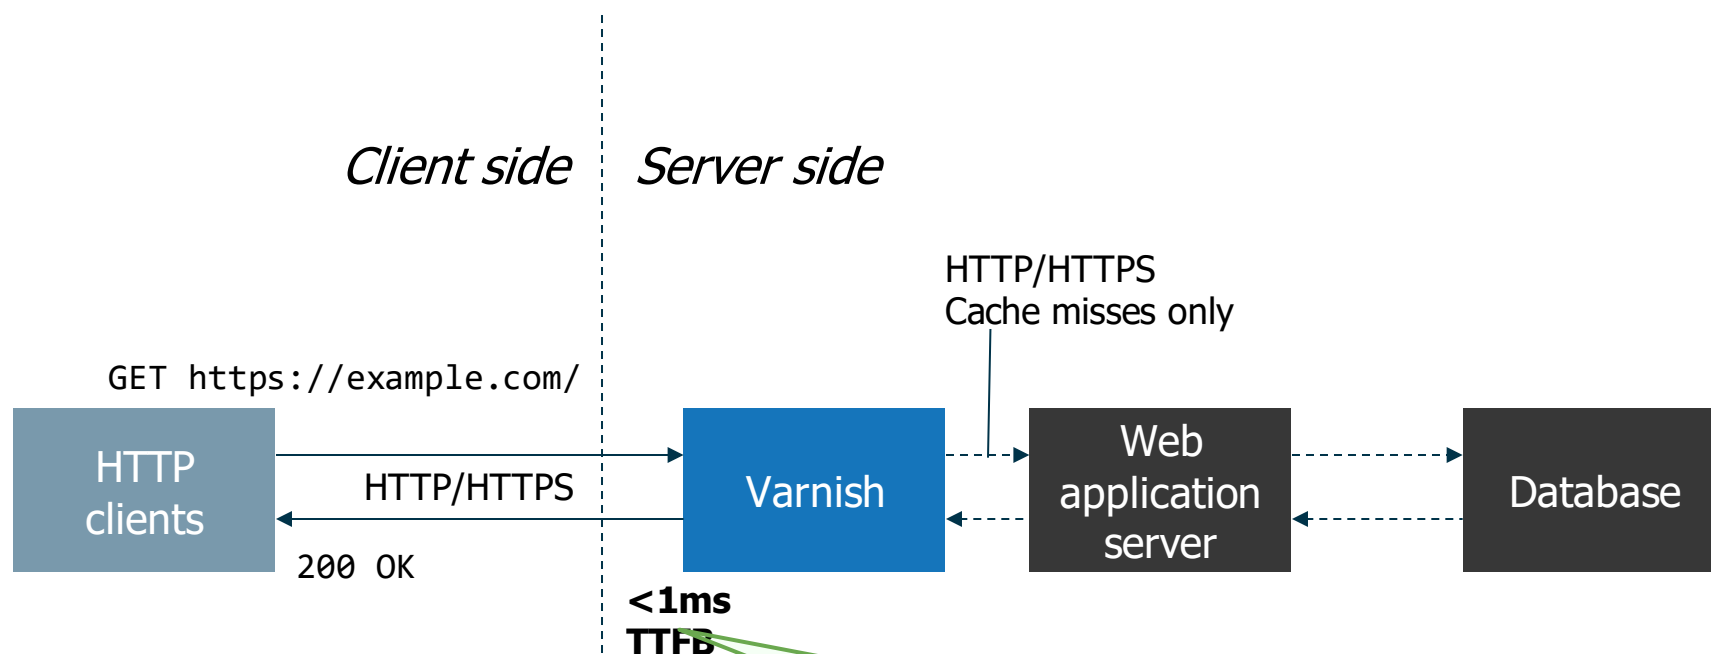 Client side
Server side
HTTP/HTTPS
Cache misses only
GET https://example.com/
HTTP
clients
HTTP/HTTPS
200 OK
Varnish
Web
application
server
Database
<1ms
TTFB